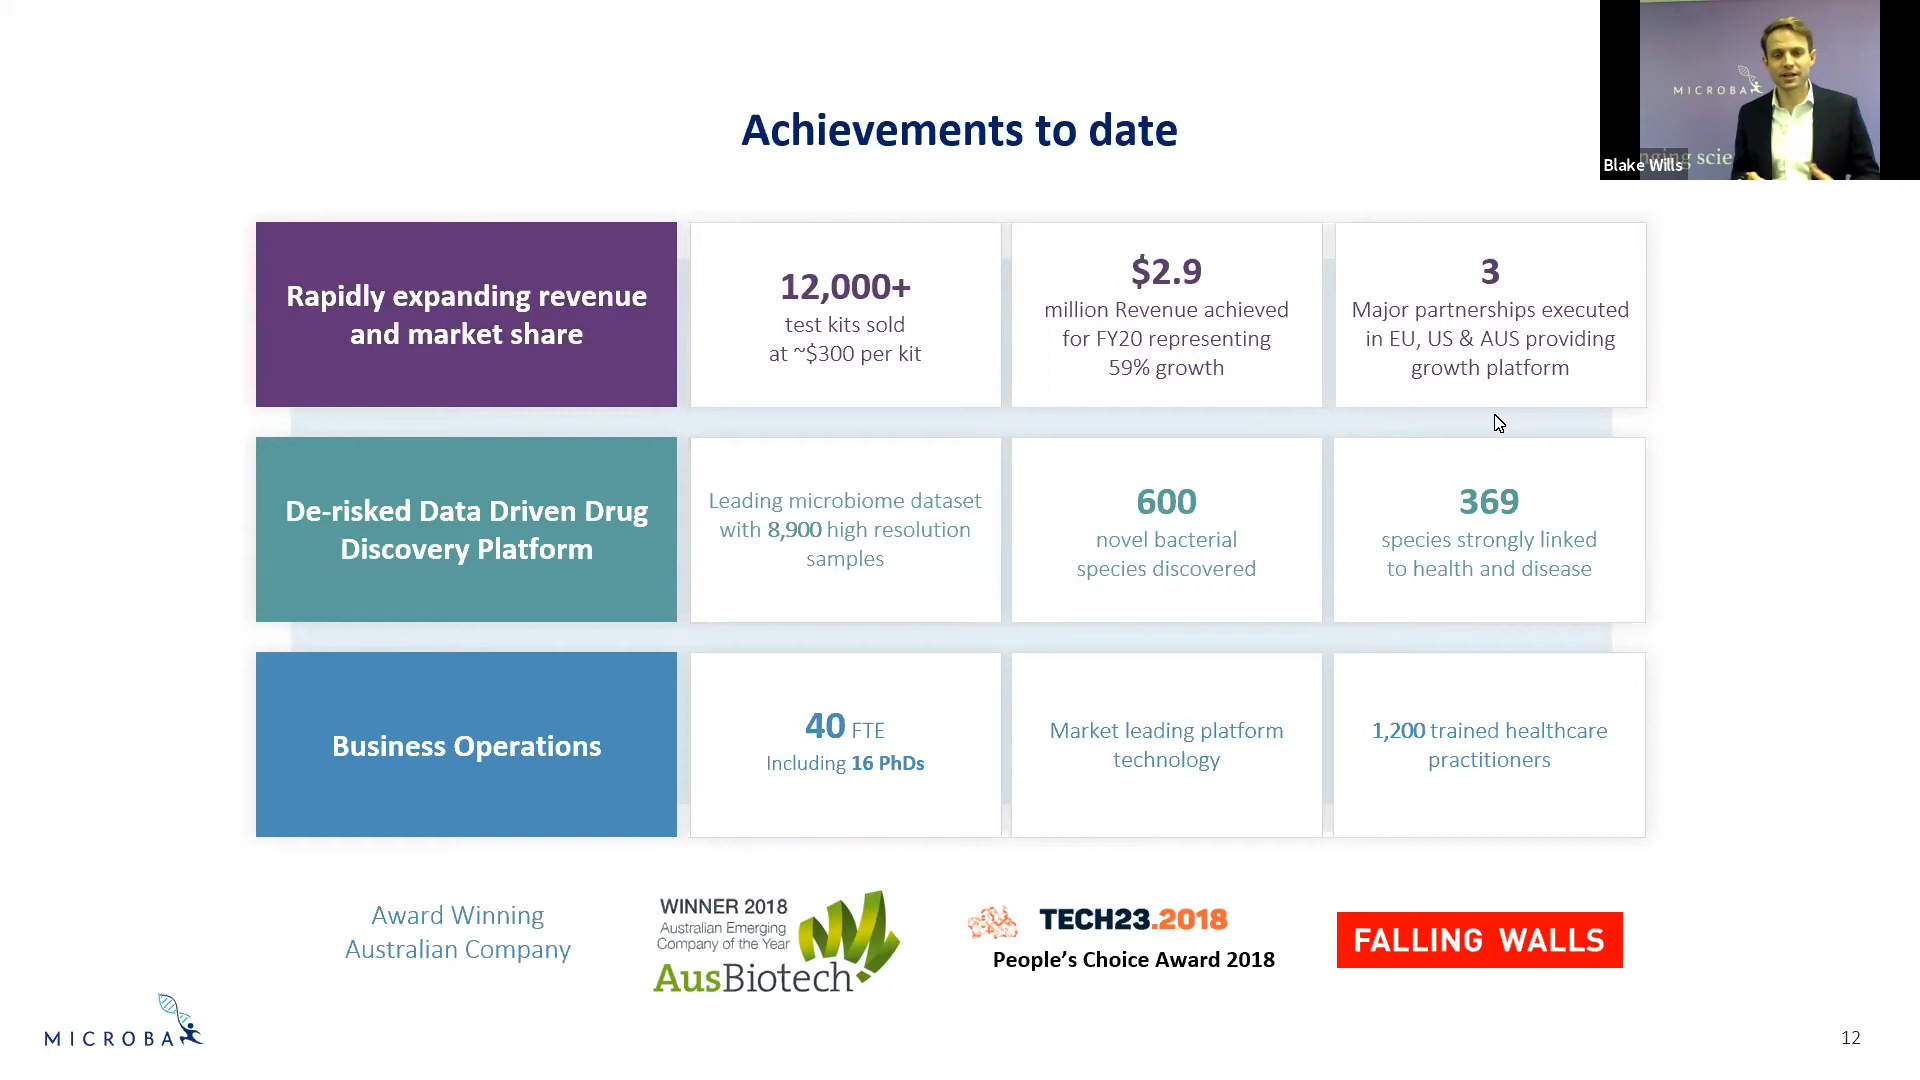 MICROBA
nging scie
Blake Wills
Achievements to date
Rapidly expanding revenue
and market share
12,000+
test kits sold
at ~$300 per kit
$2.9
million Revenue achieved
for FY20 representing
59% growth
3
Major partnerships executed
in EU, US & AUS providing
growth platform
De-risked Data Driven Drug
Discovery Platform
Leading microbiome dataset
with 8,900 high resolution
samples
600
novel bacterial
species discovered
369
species strongly linked
to health and disease
Business Operations
40 FTE
Including 16 PhDs
Market leading platform
technology
1,200 trained healthcare
practitioners
Award Winning
Australian Company
WINNER 2018
Australian Emerging
Company of the Year
AusBiotech
TECH23.2018
People's Choice Award 2018
FALLING WALLS
MICROBA
12